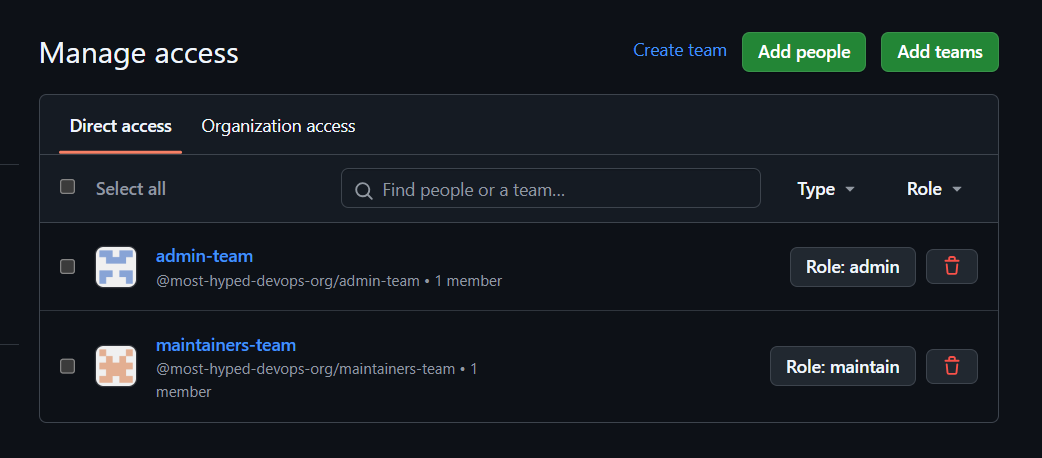 Manage access
Create team
Add people
Add teams
Direct access
Organization access
Select all
Find people or a team...
Type
Role
admin-team
@most-hyped-devops-org/admin-team • 1 member
Role: admin
maintainers-team
@most-hyped-devops-org/maintainers-team • 1
member
Role: maintain